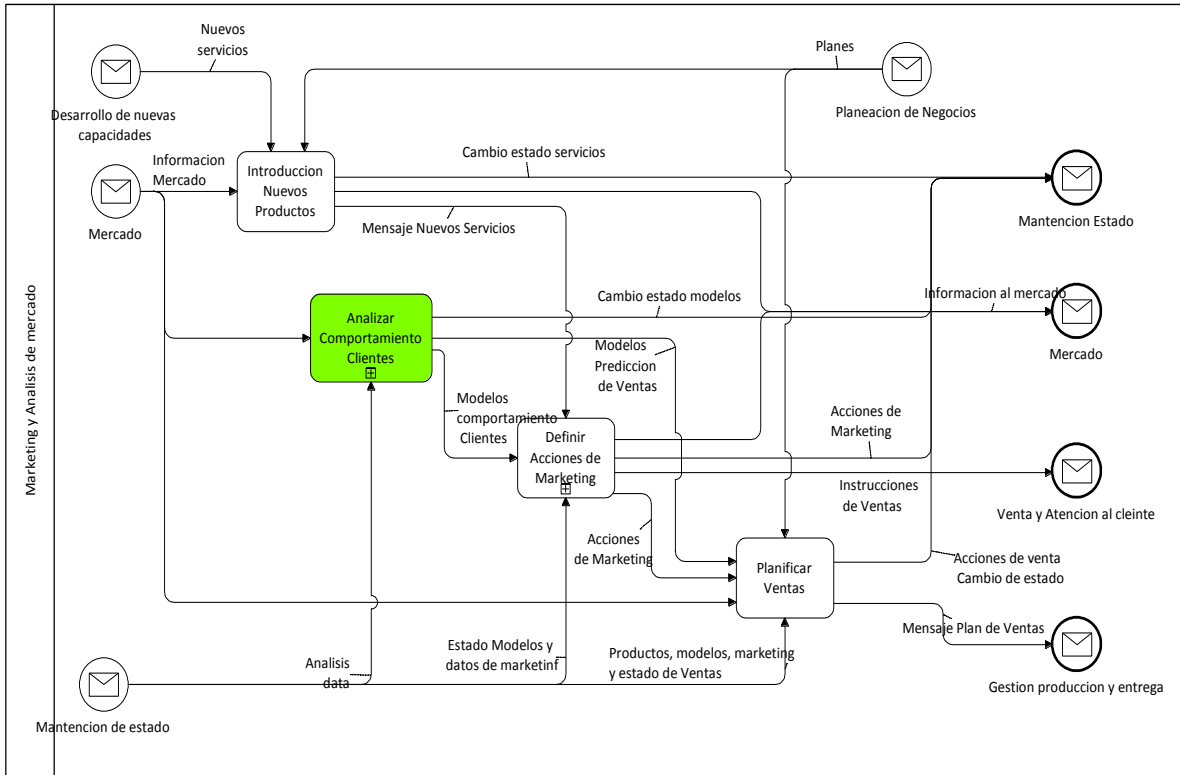 Marketing y Analisis de mercado
Nuevos
servicios
Planes
Desarrollo de nuevas
capacidades
Planeacion de Negocios
Informacion
Mercado
Introduccion
Nuevos
Productos
Cambio estado servicios
Mercado
Mensaje Nuevos Servicios
Mantencion Estado
Analizar
Comportamiento
Clientes
Cambio estado modelos
Informacion al mercado
Modelos
Prediccion
de Ventas
Mercado
Modelos
comportamiento
Clientes
Definir
Acciones de
Marketing
Acciones de
Marketing
Instrucciones
de Ventas
Venta y Atencion al cleinte
Acciones
de Marketing
Planificar
Ventas
Acciones de venta
Cambio de estado
Mensaje Plan de Ventas
Estado Modelos y
datos de marketinf
Productos, modelos, marketing
y estado de Ventas
Analisis
data
Gestion produccion y entrega
Mantencion de estado